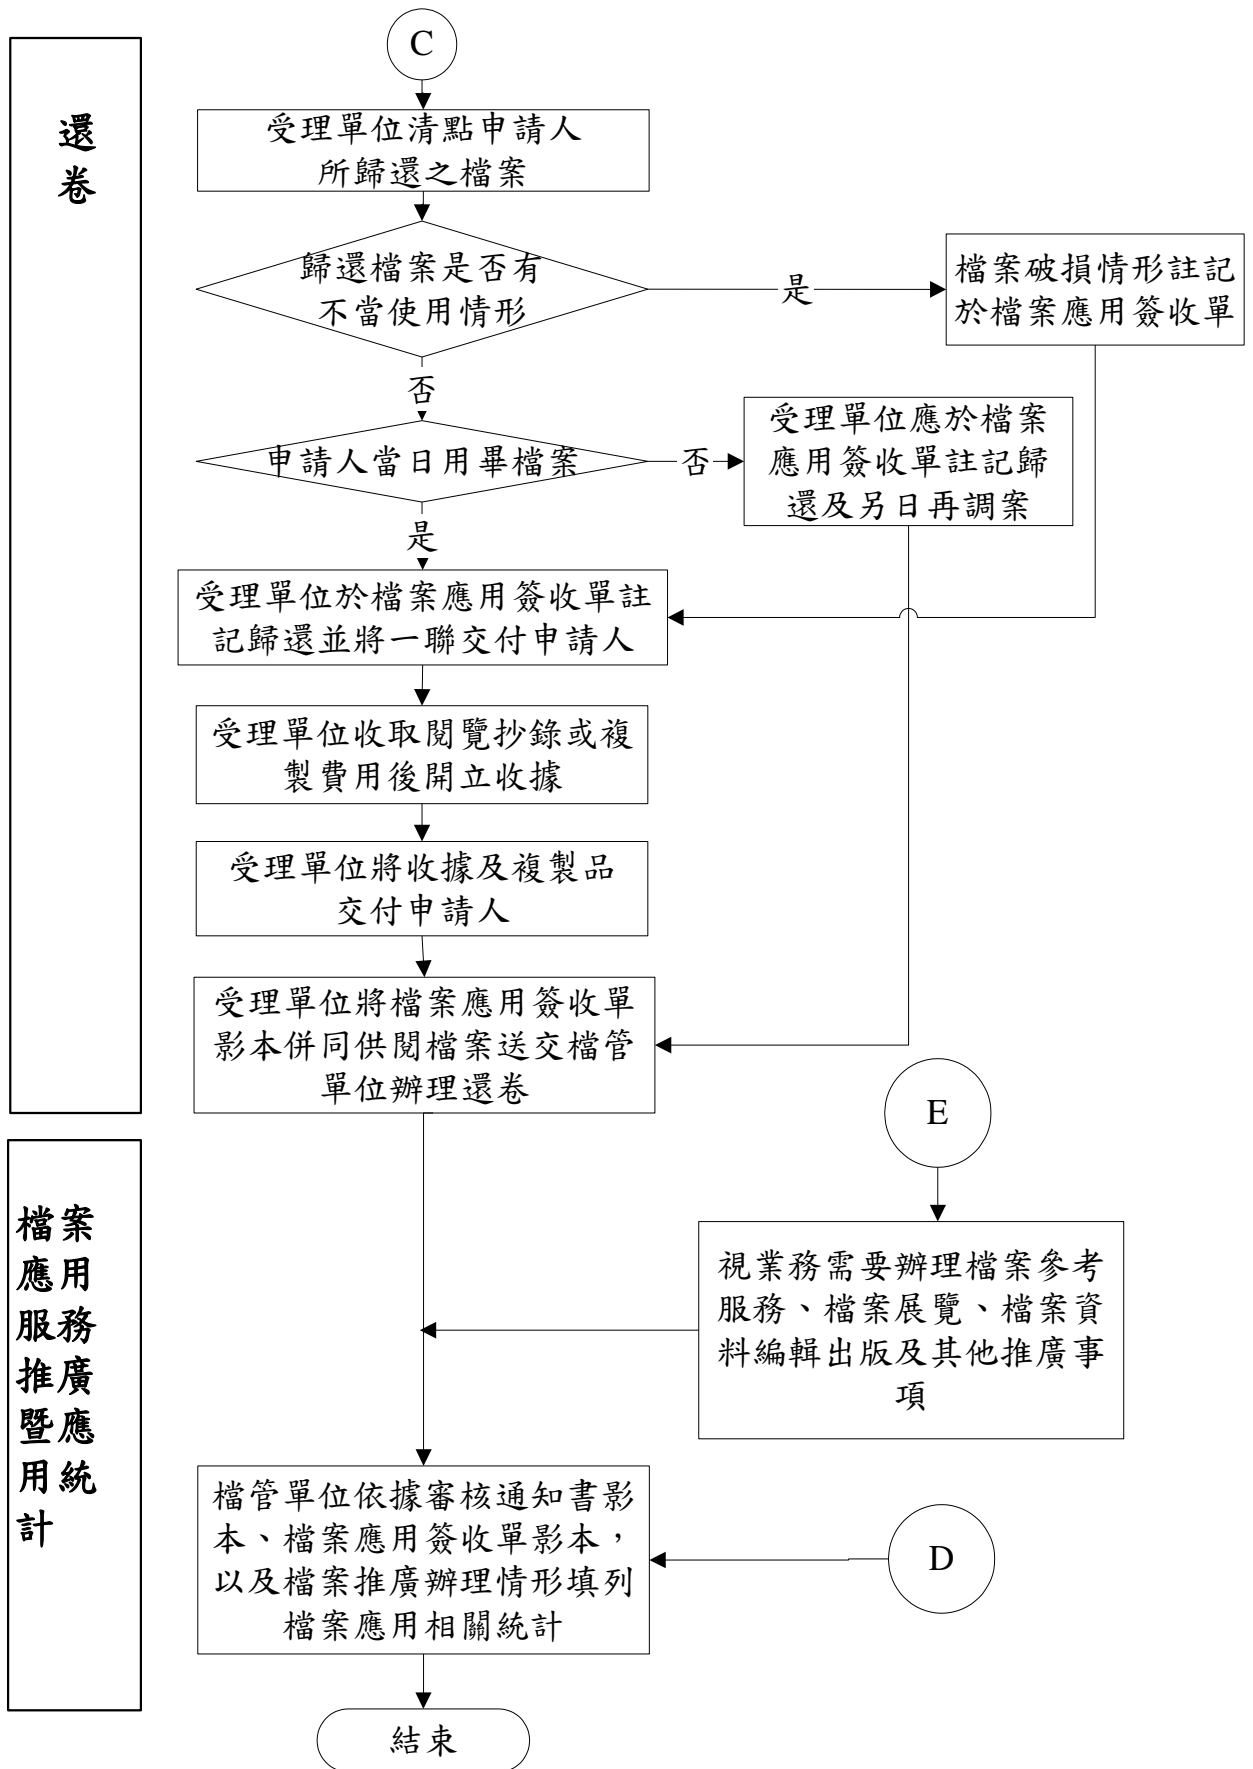 C
還
卷
受理單位清點申請人
所歸還之檔案
歸還檔案是否有
不當使用情形
是
檔案破損情形註記
於檔案應用簽收單
否
申請人當日用畢檔案
否
受理單位應於檔案
應用簽收單註記歸
還及另日再調案
是
受理單位於檔案應用簽收單註
記歸還並將一聯交付申請人
受理單位收取閱覽抄錄或複
製費用後開立收據
受理單位將收據及複製品
交付申請人
受理單位將檔案應用簽收單
影本併同供閱檔案送交檔管
單位辦理還卷
E
檔案
應用
服務
推廣
暨應
用統
計
視業務需要辦理檔案參考
服務、檔案展覽、檔案資
料編輯出版及其他推廣事
項
檔管單位依據審核通知書影
本、檔案應用簽收單影本，
以及檔案推廣辦理情形填列
檔案應用相關統計
D
結束